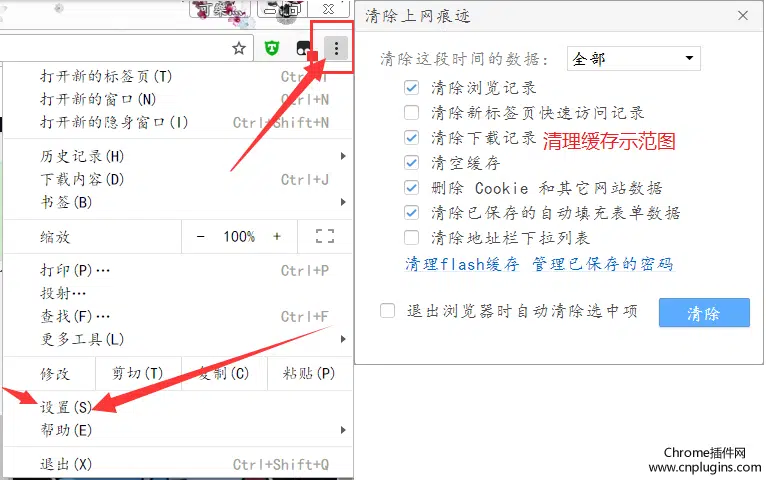 打开新的标签页(T) Ctrl+T
打开新的窗口(N) Ctrl+N
打开新的隐身窗口(I) Ctrl+Shift+N
历史记录(H)
下载内容(D) Ctrl+J
书签(B)
缩放 − 100% +
打印(P)… Ctrl+P
投射…
查找(F)… Ctrl+F
更多工具(L)
修改 剪切(T) 复制(C) 粘贴(P)
设置(S)
帮助(E)
退出(X) Ctrl+Shift+Q
清除上网痕迹
清除这段时间的数据: 全部
清除浏览记录
清除新标签页快速访问记录
清除下载记录 清理缓存示范图
清空缓存
删除 Cookie 和其它网站数据
清除已保存的自动填充表单数据
清除地址栏下拉列表
清理flash缓存 管理已保存的密码
退出浏览器时自动清除选中项 清除
Chrome插件网
www.cnplugins.com